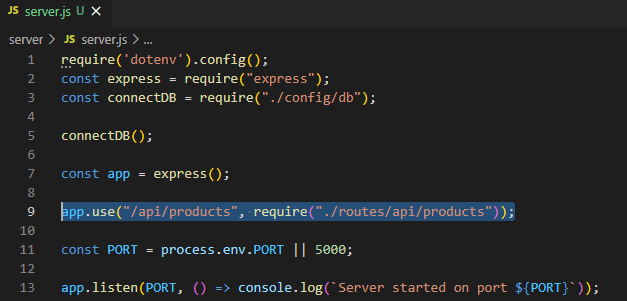 JS server.js U ×
server > JS server.js > ...
1 require('dotenv').config();
2 const express = require("express");
3 const connectDB = require("./config/db");
4
5 connectDB();
6
7 const app = express();
8
9 app.use("/api/products", require("./routes/api/products"));
10
11 const PORT = process.env.PORT || 5000;
12
13 app.listen(PORT, () => console.log(`Server started on port ${PORT}`));